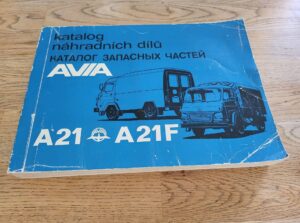 katalog
náhradních dílů
КАТАЛОГ ЗАПАСНЫХ ЧАСТЕЙ
AVIA
A21 A21F